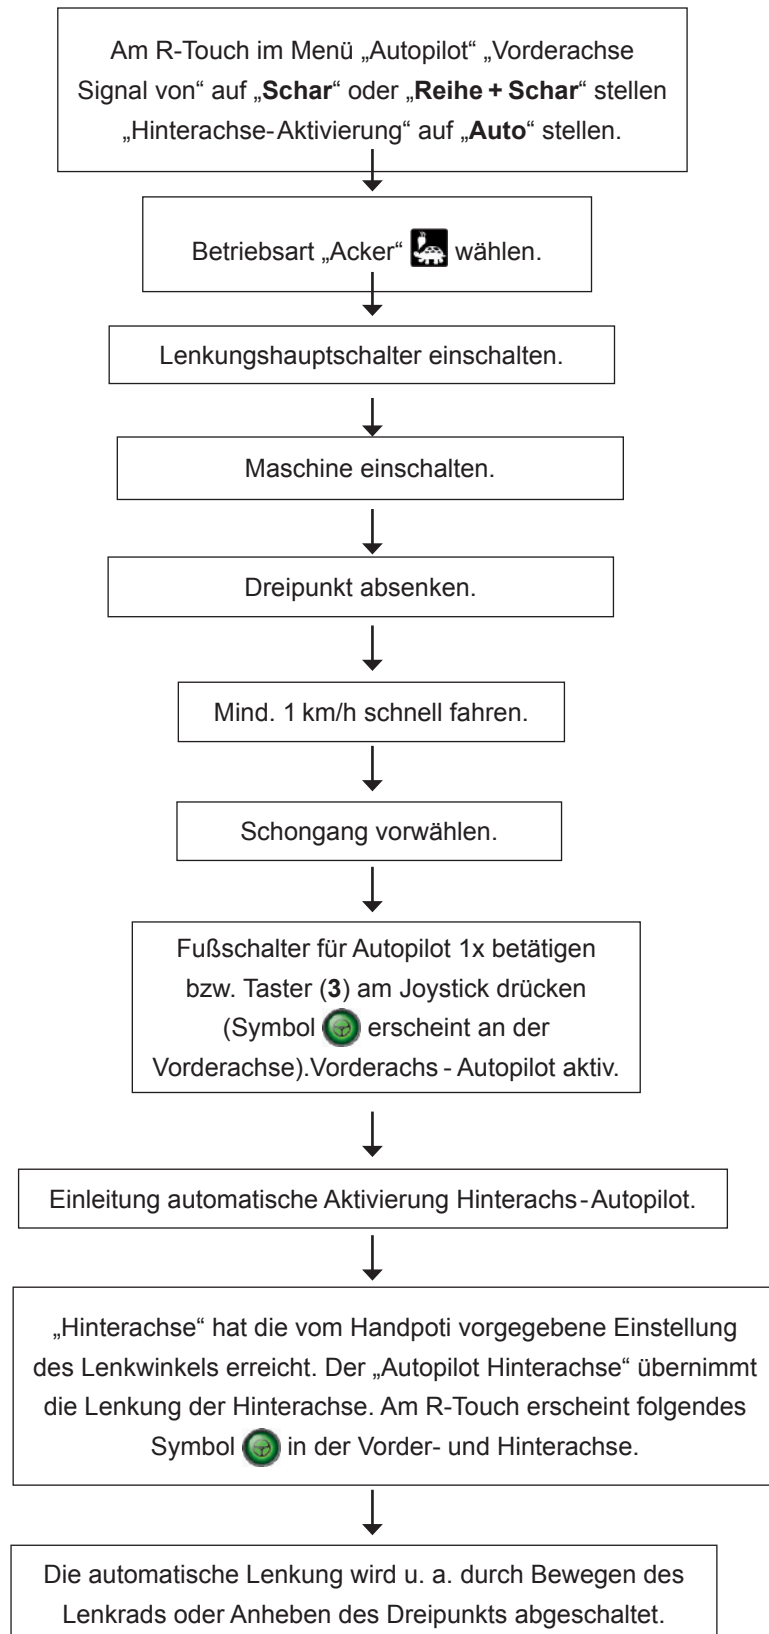 Am R-Touch im Menü „Autopilot“ „Vorderachse
Signal von“ auf „Schar“ oder „Reihe + Schar“ stellen
„Hinterachse-Aktivierung“ auf „Auto“ stellen.
Betriebsart „Acker“ wählen.
Lenkungshauptschalter einschalten.
Maschine einschalten.
Dreipunkt absenken.
Mind. 1 km/h schnell fahren.
Schongang vorwählen.
Fußschalter für Autopilot 1x betätigen
bzw. Taster (3) am Joystick drücken
(Symbol erscheint an der
Vorderachse).Vorderachs - Autopilot aktiv.
Einleitung automatische Aktivierung Hinterachs-Autopilot.
„Hinterachse“ hat die vom Handpoti vorgegebene Einstellung
des Lenkwinkels erreicht. Der „Autopilot Hinterachse“ übernimmt
die Lenkung der Hinterachse. Am R-Touch erscheint folgendes
Symbol in der Vorder- und Hinterachse.
Die automatische Lenkung wird u. a. durch Bewegen des
Lenkrads oder Anheben des Dreipunkts abgeschaltet.